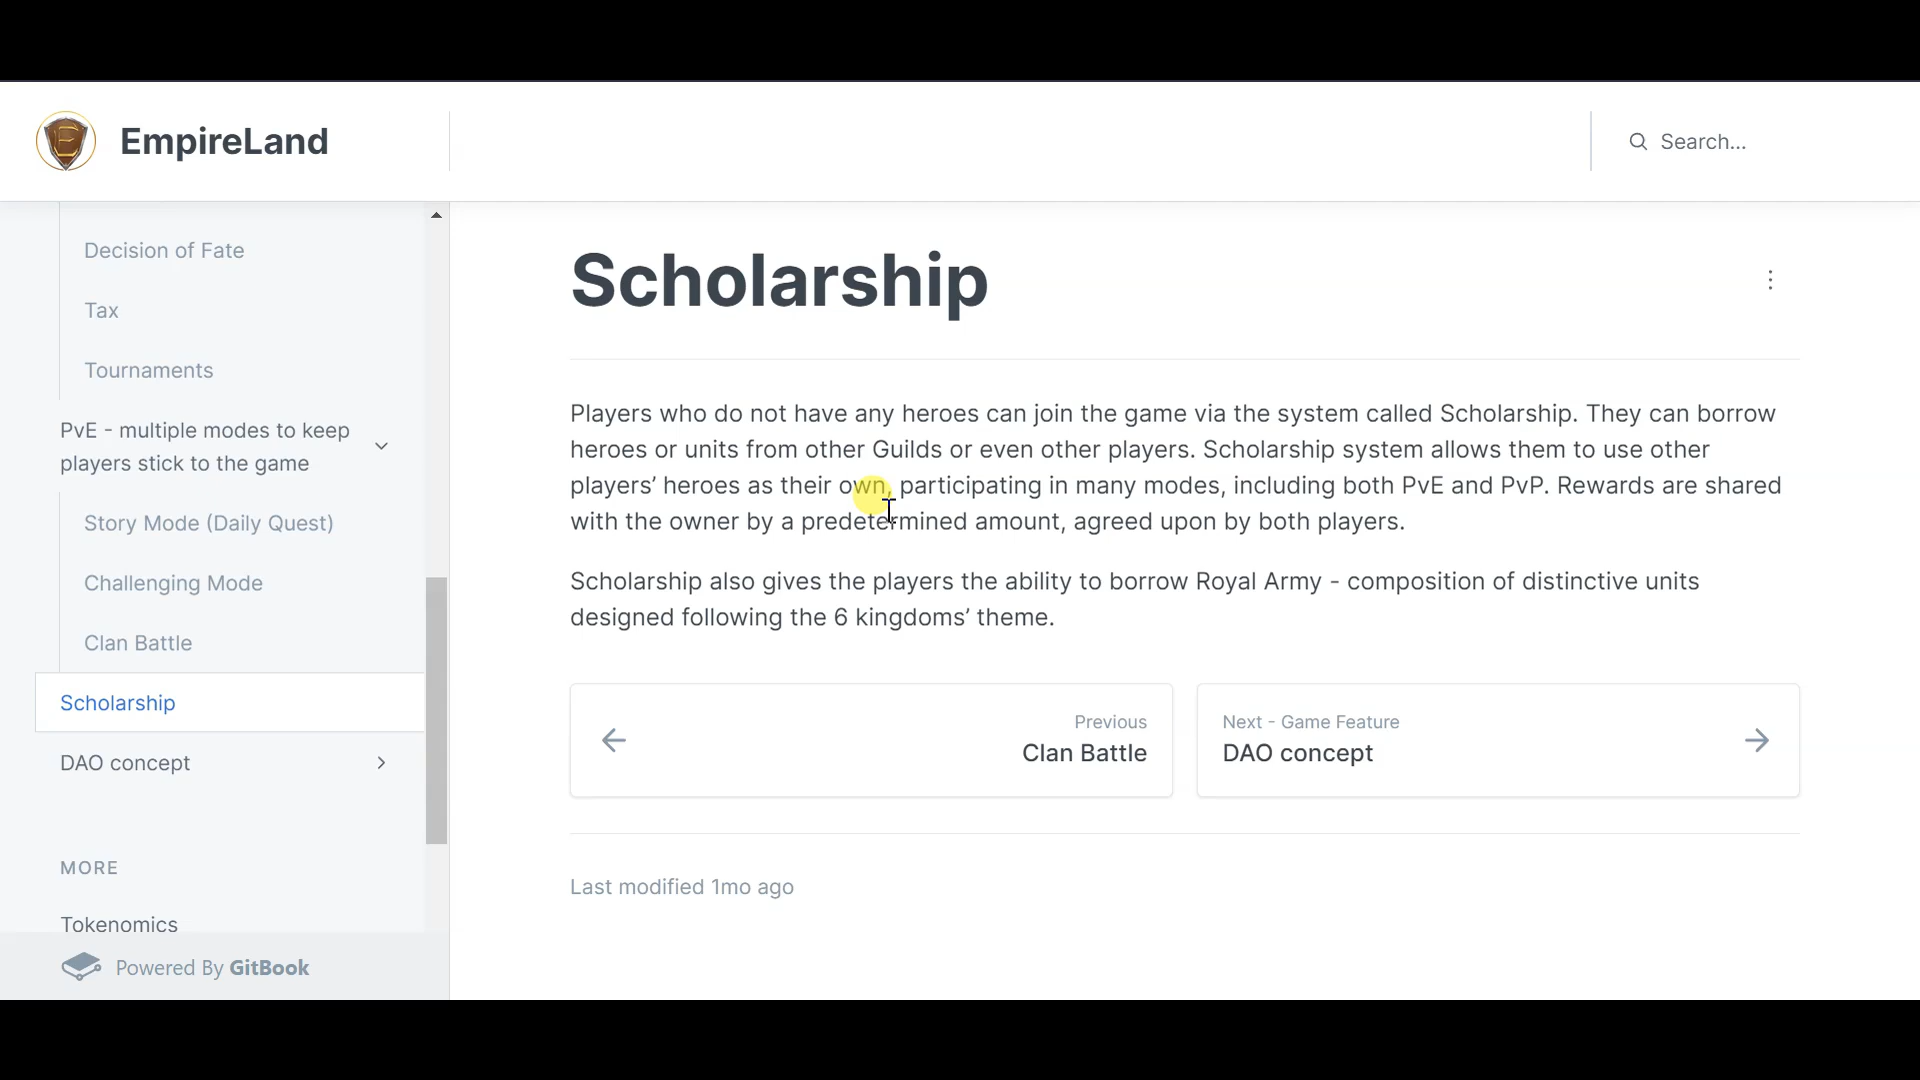 EmpireLand
Search...
Decision of Fate
Tax
Tournaments
PvE - multiple modes to keep
players stick to the game
Story Mode (Daily Quest)
Challenging Mode
Clan Battle
Scholarship
DAO concept
MORE
Tokenomics
Powered By GitBook
Scholarship
Players who do not have any heroes can join the game via the system called Scholarship. They can borrow
heroes or units from other Guilds or even other players. Scholarship system allows them to use other
players’ heroes as their own, participating in many modes, including both PvE and PvP. Rewards are shared
with the owner by a predetermined amount, agreed upon by both players.
Scholarship also gives the players the ability to borrow Royal Army - composition of distinctive units
designed following the 6 kingdoms’ theme.
Previous
Clan Battle
Next - Game Feature
DAO concept
Last modified 1mo ago